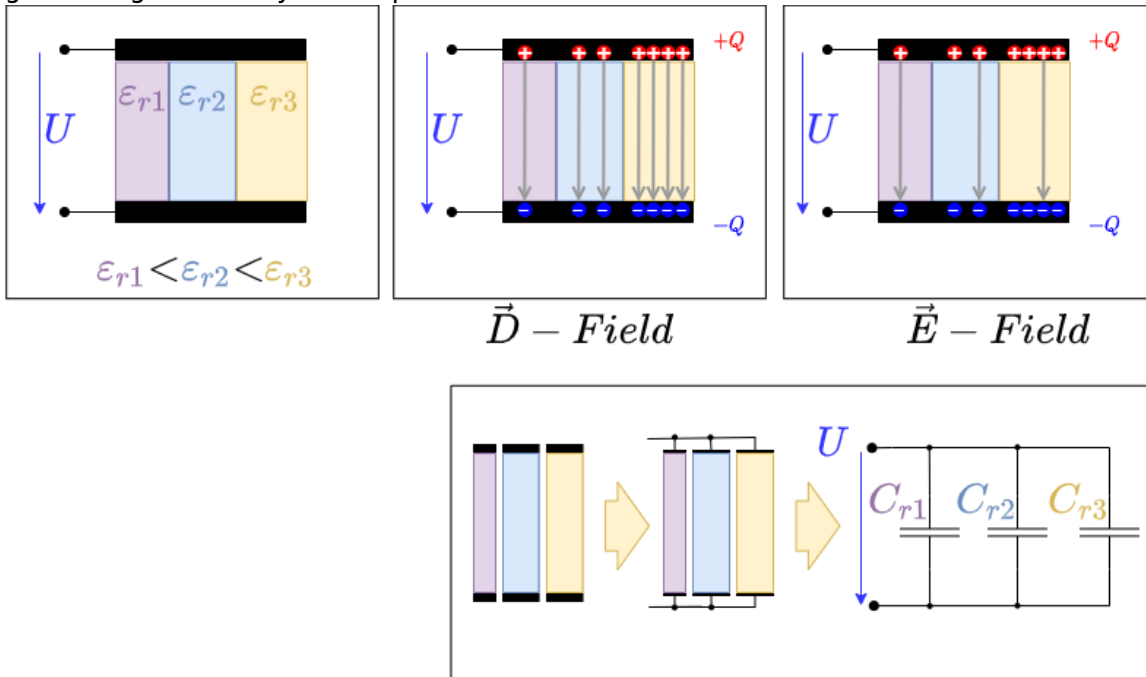 U
εr1 εr2 εr3
εr1<εr2<εr3
U
+Q
−Q
U
+Q
−Q
D⃗ − Field
E⃗ − Field
U
Cr1 Cr2 Cr3